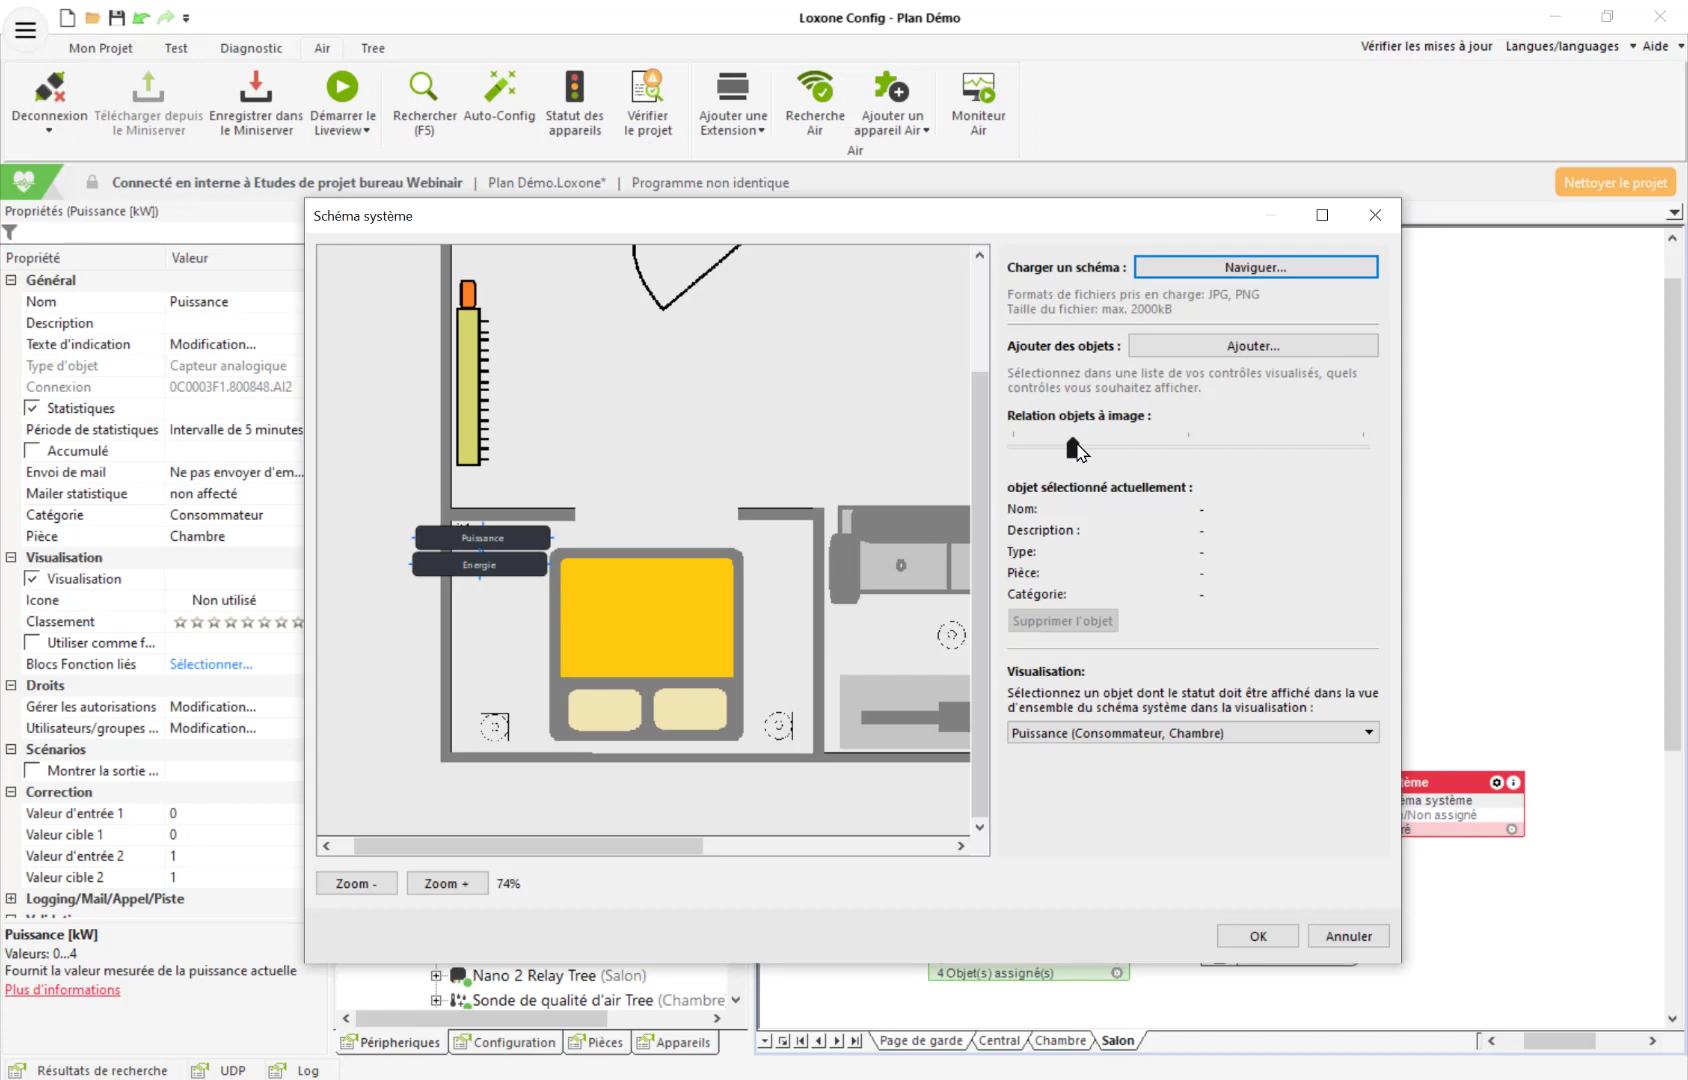 Loxone Config - Plan Démo
Mon Projet
Test
Diagnostic
Air
Tree
Vérifier les mises à jour
Langues/languages
Aide
Deconnexion
Télécharger depuis
le Miniserver
Enregistrer dans
le Miniserver
Démarrer le
Liveview
Rechercher
(F5)
Auto-Config
Statut des
appareils
Vérifier
le projet
Ajouter une
Extension
Recherche
Air
Ajouter un
appareil Air
Moniteur
Air
Air
Connecté en interne à Etudes de projet bureau Webinair | Plan Démo.Loxone* | Programme non identique
Nettoyer le projet
Propriétés (Puissance [kW])
Propriété Valeur
Général
Nom Puissance
Description
Texte d'indication Modification...
Type d'objet Capteur analogique
Connexion 0C0003F1.800848.AI2
Statistiques
Période de statistiques Intervalle de 5 minutes
Accumulé
Envoi de mail Ne pas envoyer d'em...
Mailer statistique non affecté
Catégorie Consommateur
Pièce Chambre
Visualisation
Visualisation
Icone Non utilisé
Classement
Utiliser comme f...
Blocs Fonction liés Sélectionner...
Droits
Gérer les autorisations Modification...
Utilisateurs/groupes ... Modification...
Scénarios
Montrer la sortie ...
Correction
Valeur d'entrée 1 0
Valeur cible 1 0
Valeur d'entrée 2 1
Valeur cible 2 1
Logging/Mail/Appel/Piste
Puissance [kW]
Valeurs: 0...4
Fournit la valeur mesurée de la puissance actuelle
Plus d'informations
Schéma système
Puissance
Energie
Charger un schéma : Naviguer...
Formats de fichiers pris en charge: JPG, PNG
Taille du fichier: max. 2000kB
Ajouter des objets : Ajouter...
Sélectionnez dans une liste de vos contrôles visualisés, quels
contrôles vous souhaitez afficher.
Relation objets à image :
objet sélectionné actuellement :
Nom: -
Description : -
Type: -
Pièce: -
Catégorie: -
Supprimer l'objet
Visualisation:
Sélectionnez un objet dont le statut doit être affiché dans la vue
d'ensemble du schéma système dans la visualisation :
Puissance (Consommateur, Chambre)
Zoom - Zoom + 74%
OK Annuler
tème
éma système
/Non assigné
ré
Nano 2 Relay Tree (Salon)
Sonde de qualité d'air Tree (Chambre
4 Objet(s) assigné(s)
Péripheriques
Configuration
Pièces
Appareils
Page de garde
Central
Chambre
Salon
Résultats de recherche
UDP
Log